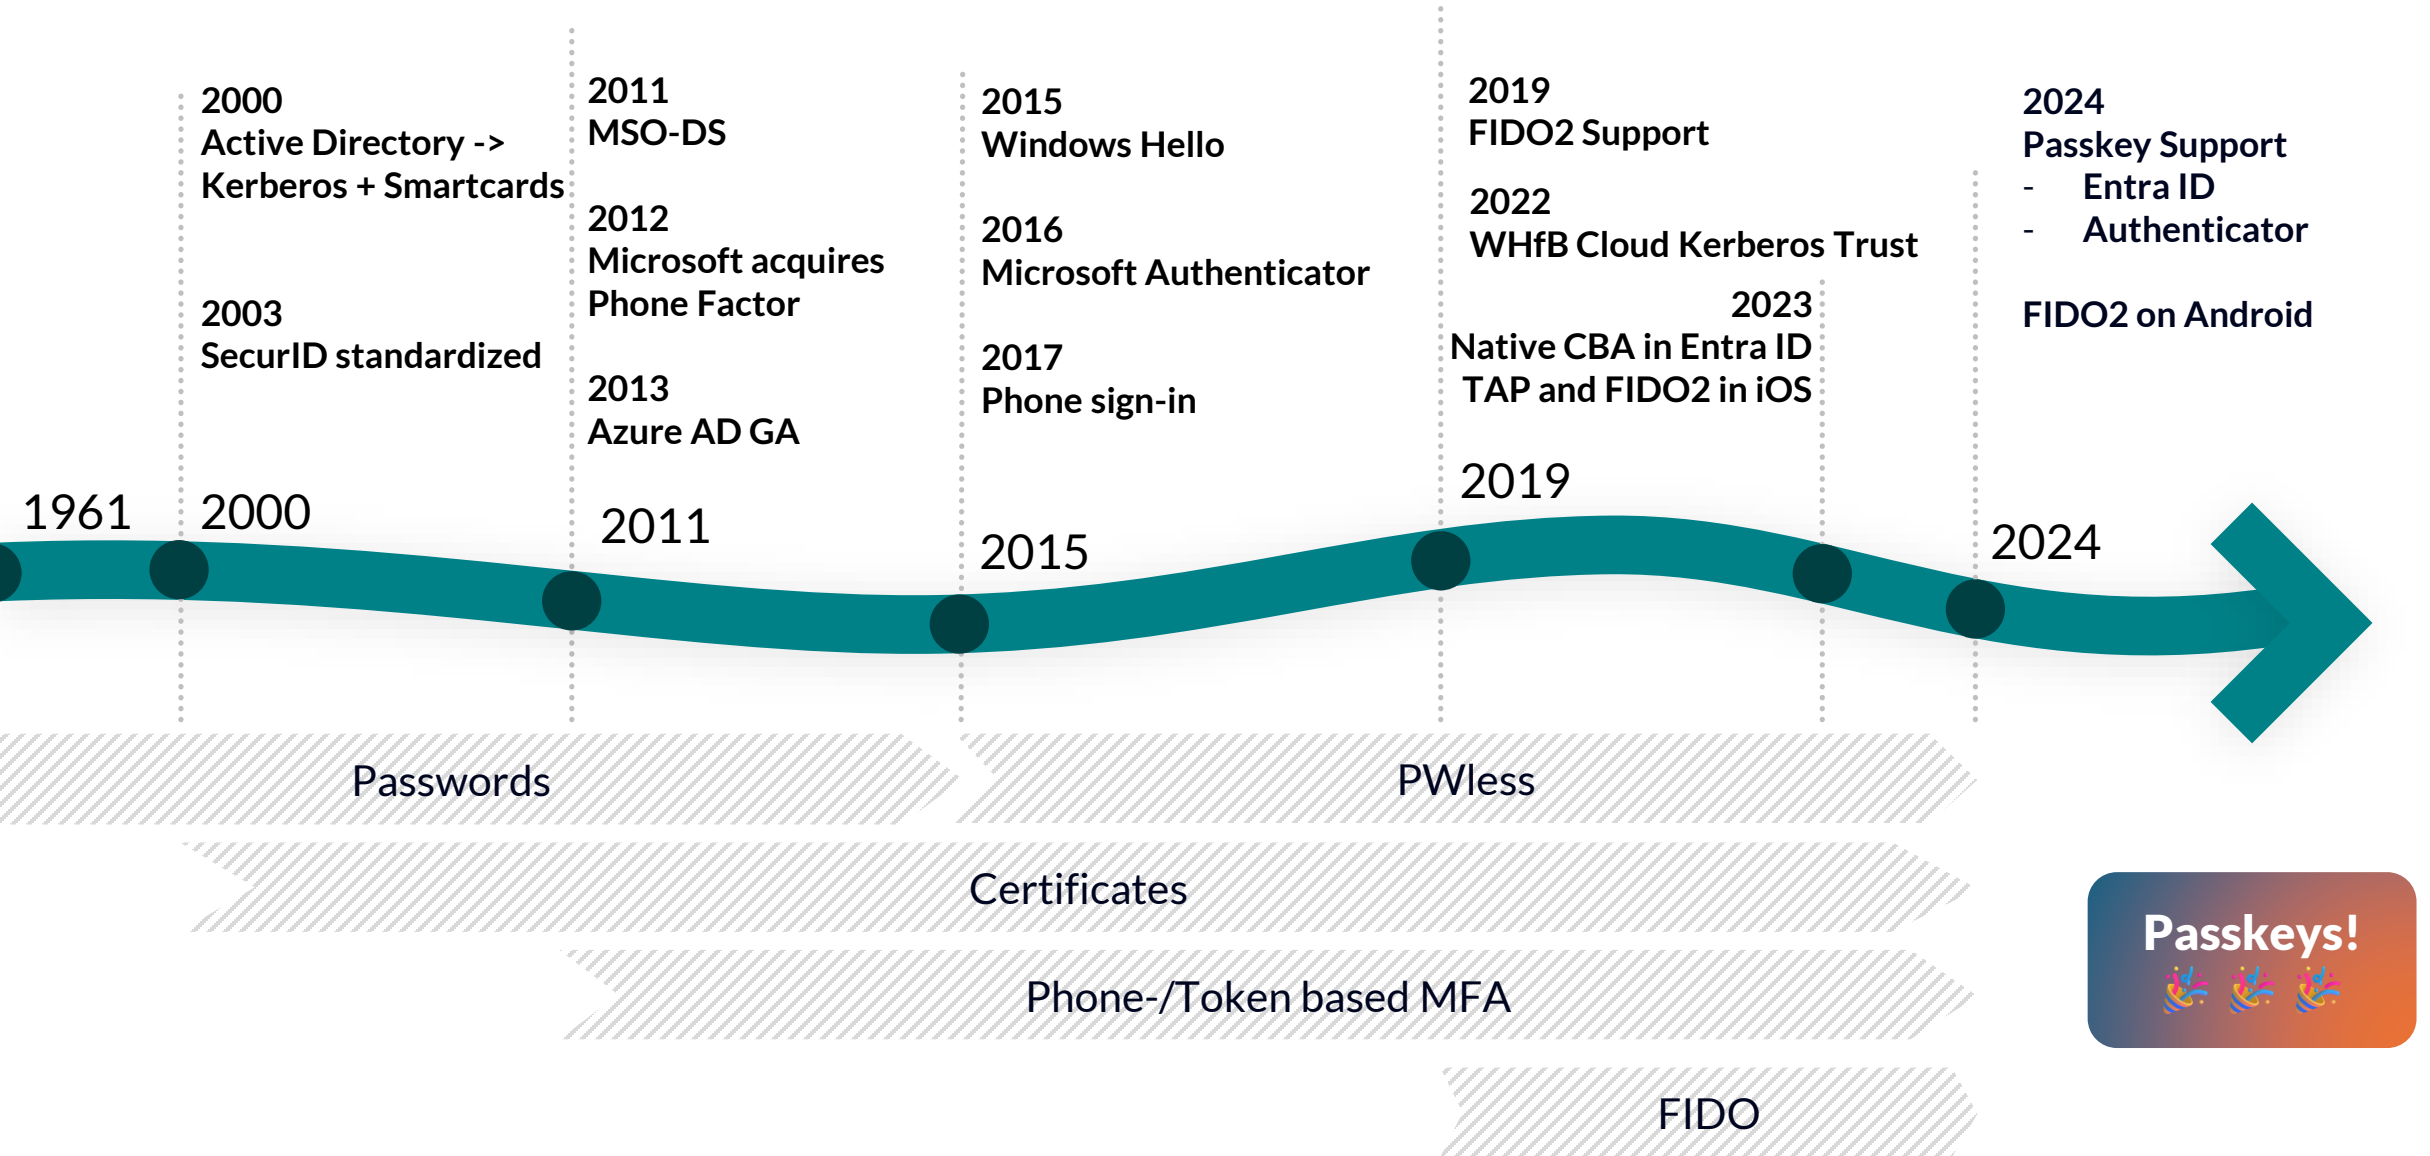 2000
Active Directory ->
Kerberos + Smartcards
2003
SecurID standardized
2011
MSO-DS
2012
Microsoft acquires
Phone Factor
2013
Azure AD GA
2015
Windows Hello
2016
Microsoft Authenticator
2017
Phone sign-in
2019
FIDO2 Support
2022
WHfB Cloud Kerberos Trust
2023
Native CBA in Entra ID
TAP and FIDO2 in iOS
2024
Passkey Support
- Entra ID
- Authenticator
FIDO2 on Android
1961
2000
2011
2015
2019
2024
Passwords
PWless
Certificates
Phone-/Token based MFA
FIDO
Passkeys!
🎉 🎉 🎉